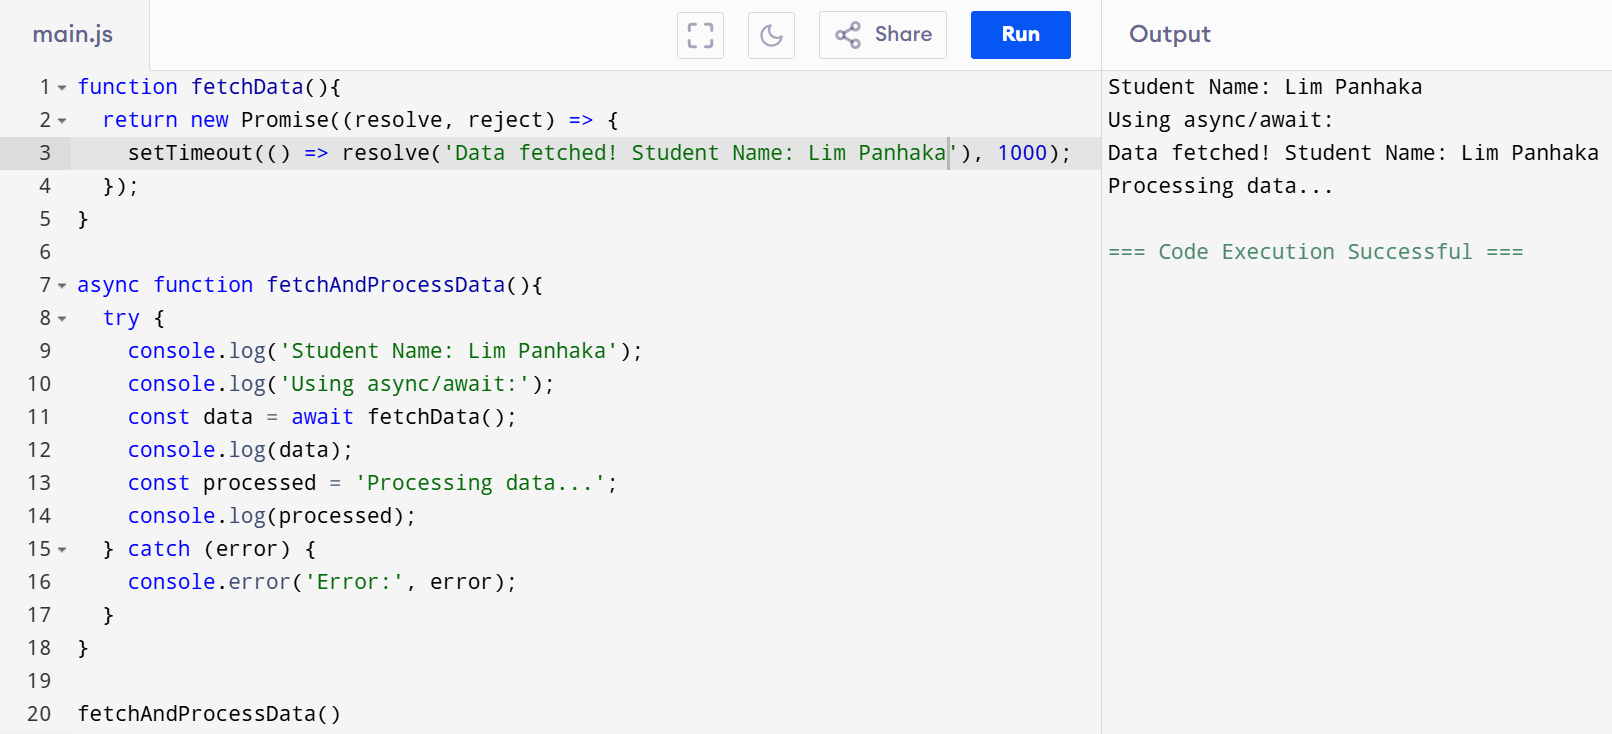 main.js
Share
Run
Output
1 function fetchData(){
2   return new Promise((resolve, reject) => {
3     setTimeout(() => resolve('Data fetched! Student Name: Lim Panhaka'), 1000);
4   });
5 }
6
7 async function fetchAndProcessData(){
8   try {
9     console.log('Student Name: Lim Panhaka');
10     console.log('Using async/await:');
11     const data = await fetchData();
12     console.log(data);
13     const processed = 'Processing data...';
14     console.log(processed);
15   } catch (error) {
16     console.error('Error:', error);
17   }
18 }
19
20 fetchAndProcessData()
Student Name: Lim Panhaka
Using async/await:
Data fetched! Student Name: Lim Panhaka
Processing data...
=== Code Execution Successful ===